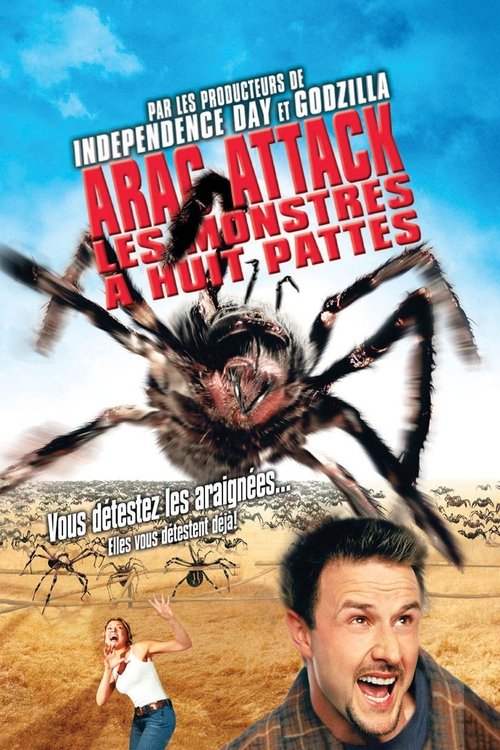 PAR LES PRODUCTEURS DE
INDEPENDENCE DAY ET GODZILLA
ARAC ATTACK
LES MONSTRES
À HUIT PATTES
Vous détestez les araignées...
Elles vous détestent déjà!